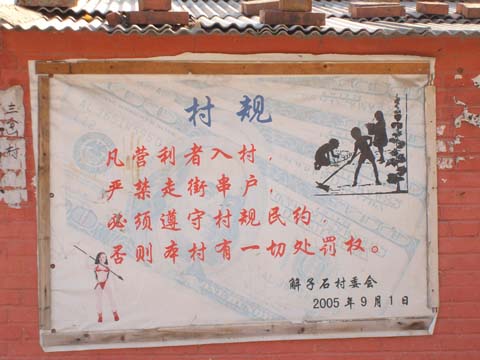 村规
凡营利者入村，
严禁走街串户，
必须遵守村规民约，
否则本村有一切处罚权。
解子石村委会
2005年9月1日